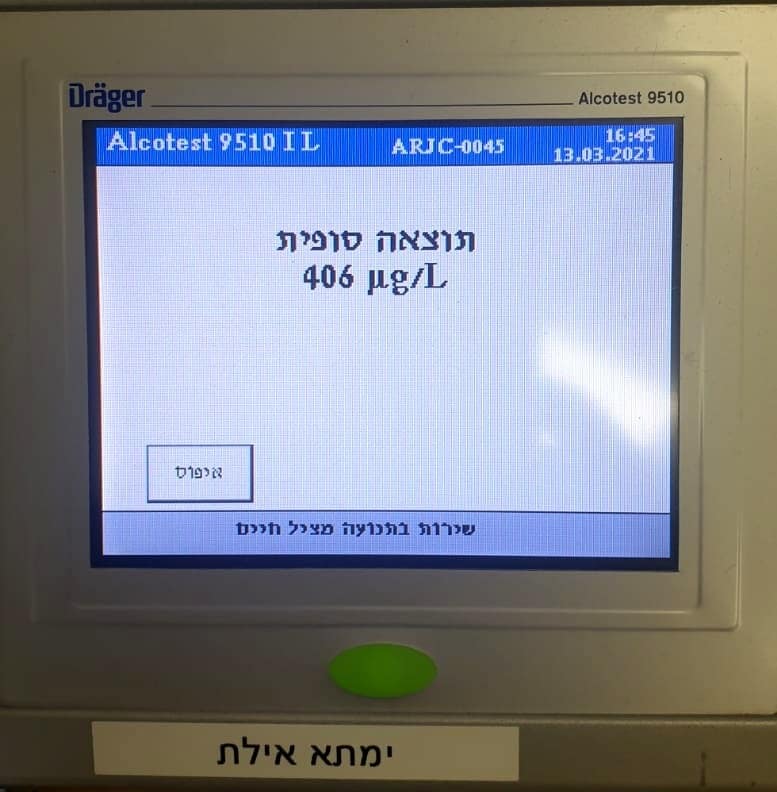 Dräger
Alcotest 9510
Alcotest 9510 IL
ARJC-0045
16:45
13.03.2021
תוצאה סופית
406 µg/L
איפוס
שירות בתנועה מציל חיים
ימתא אילת